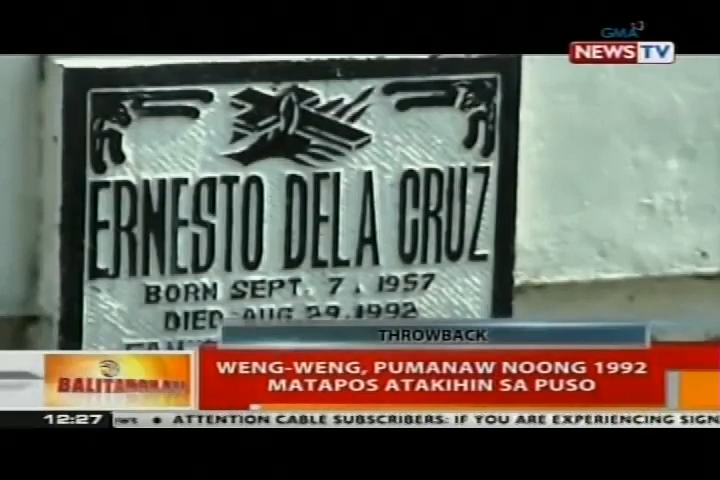 GMA
NEWS TV
ERNESTO DELA CRUZ
BORN SEPT. 7, 1957
DIED AUG 29, 1992
THROWBACK
BALITANGHALI
WENG-WENG, PUMANAW NOONG 1992
MATAPOS ATAKIHIN SA PUSO
12:27
ATTENTION CABLE SUBSCRIBERS: IF YOU ARE EXPERIENCING SIGN